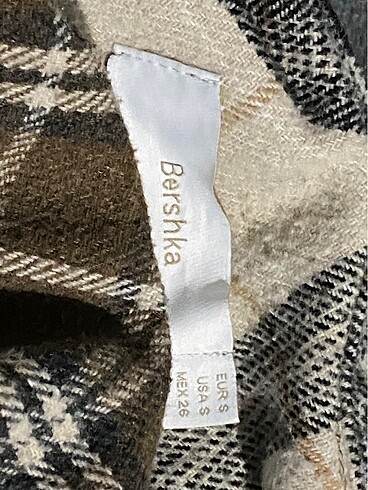 Bershka
EUR S
USA S
MEX 26